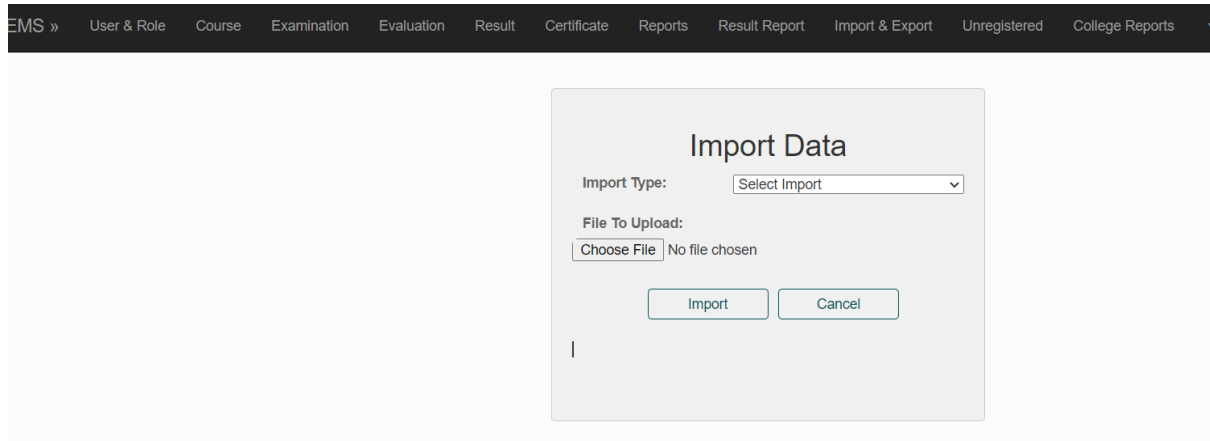 EMS » User & Role Course Examination Evaluation Result Certificate Reports Result Report Import & Export Unregistered College Reports
Import Data
Import Type: Select Import
File To Upload:
Choose File No file chosen
Import Cancel